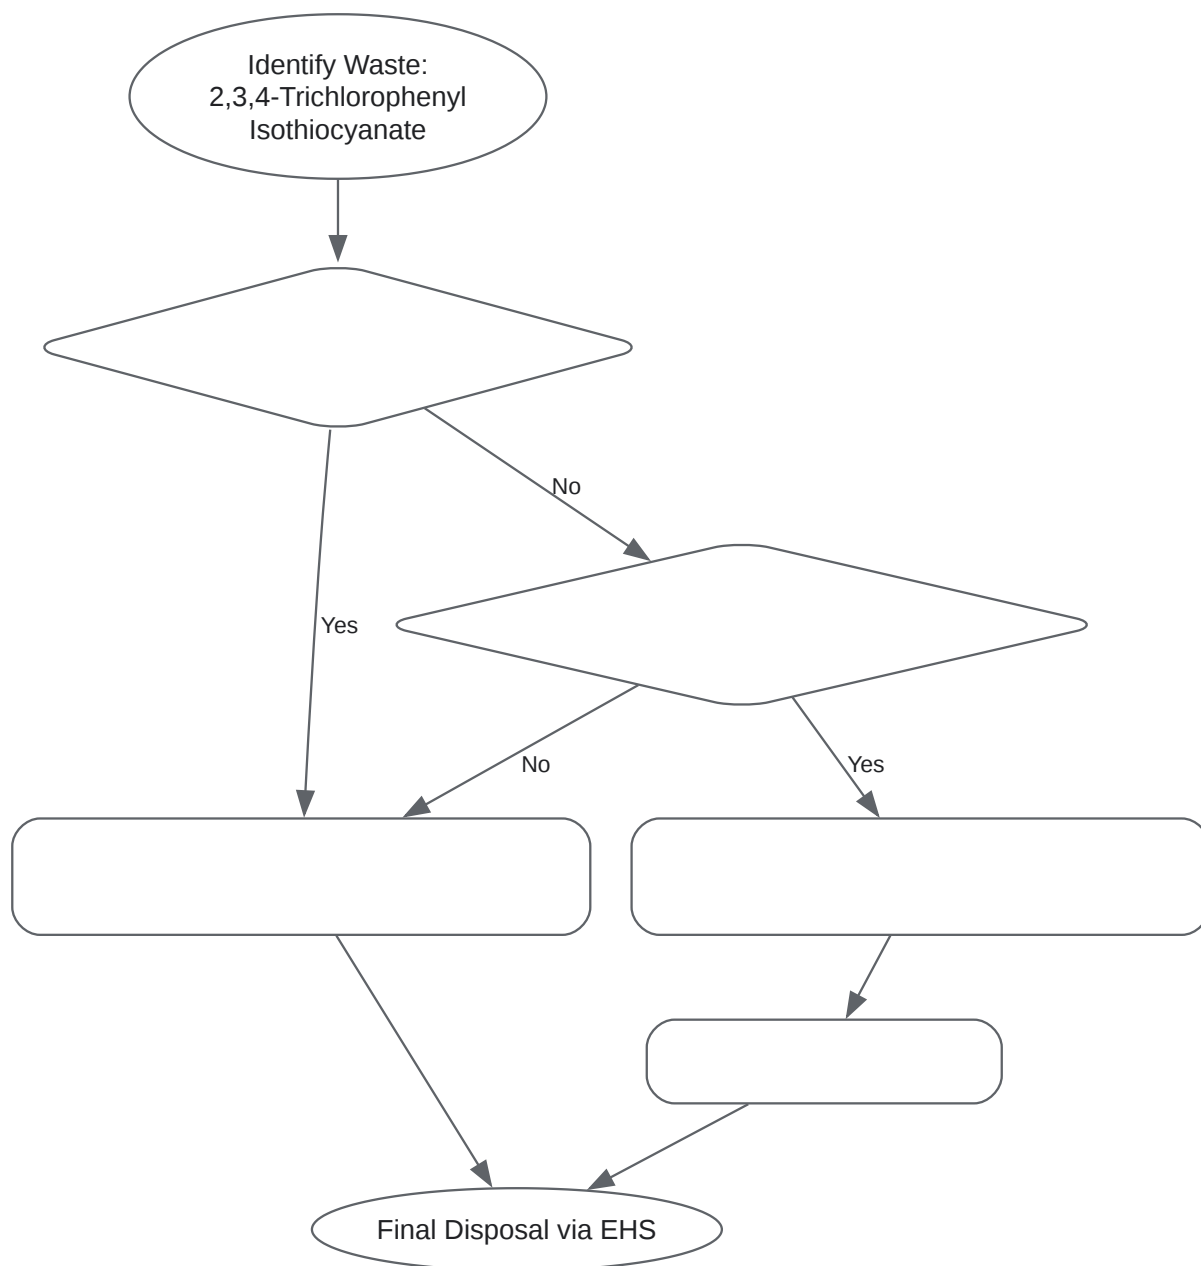 Identify Waste:
2,3,4-Trichlorophenyl
Isothiocyanate
No
Yes
No
Yes
Final Disposal via EHS